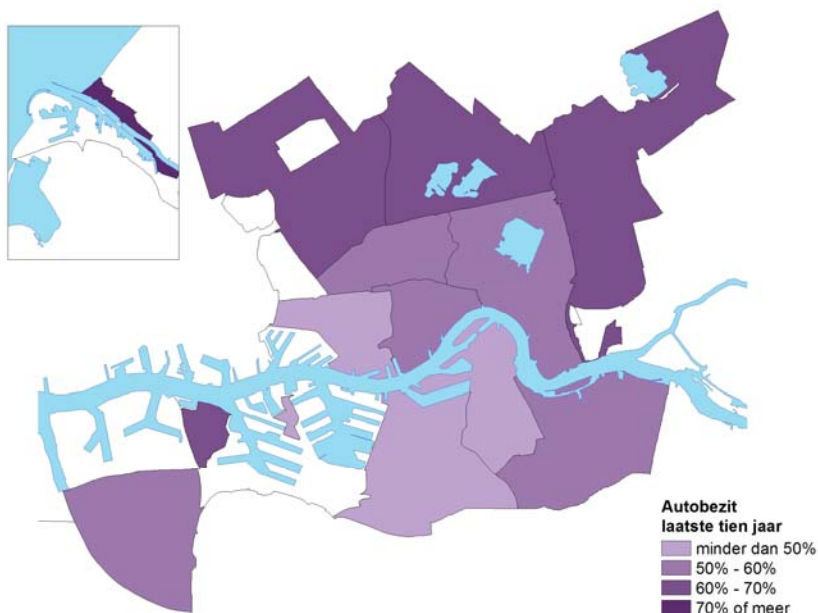 Autobezit
laatste tien jaar
minder dan 50%
50% - 60%
60% - 70%
70% of meer